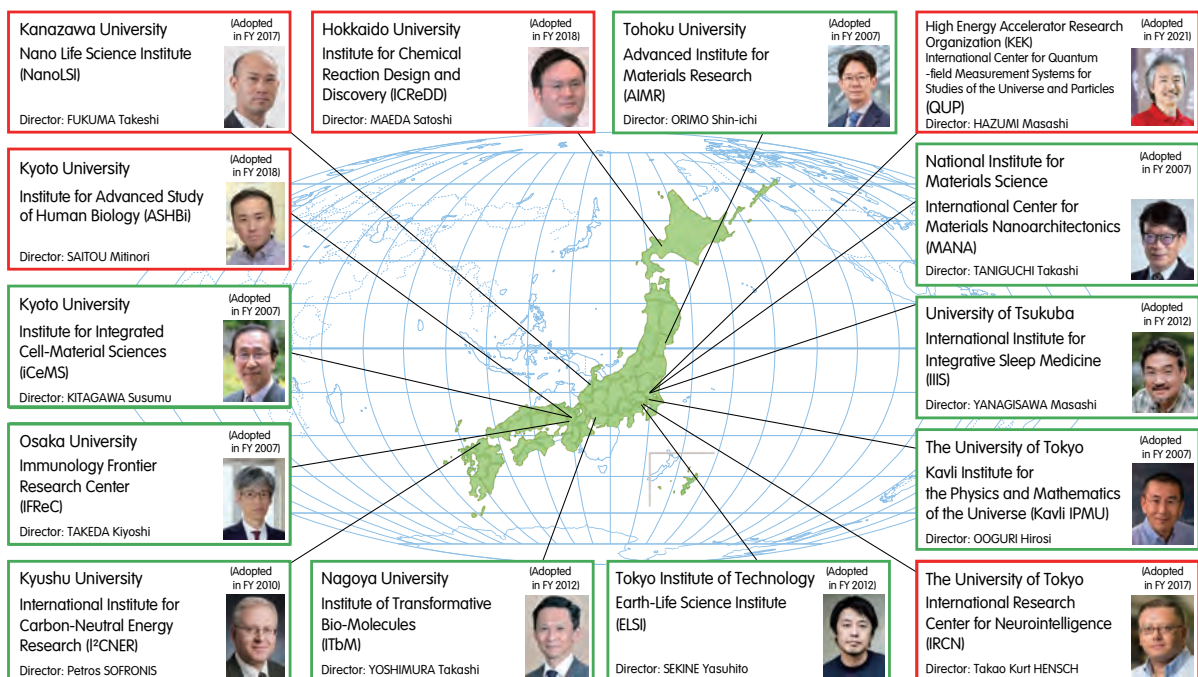 Kanazawa University
(Adopted
in FY 2017)
Nano Life Science Institute
(NanoLSI)
Director: FUKUMA Takeshi
Hokkaido University
(Adopted
in FY 2018)
Institute for Chemical
Reaction Design and
Discovery (ICReDD)
Director: MAEDA Satoshi
Tohoku University
(Adopted
in FY 2007)
Advanced Institute for
Materials Research
(AIMR)
Director: ORIMO Shin-ichi
High Energy Accelerator Research
Organization (KEK)
(Adopted
in FY 2021)
International Center for Quantum
-field Measurement Systems for
Studies of the Universe and Particles
(QUP)
Director: HAZUMI Masashi
Kyoto University
(Adopted
in FY 2018)
Institute for Advanced Study
of Human Biology (ASHBi)
Director: SAITOU Mitinori
National Institute for
Materials Science
(Adopted
in FY 2007)
International Center for
Materials Nanoarchitectonics
(MANA)
Director: TANIGUCHI Takashi
Kyoto University
(Adopted
in FY 2007)
Institute for Integrated
Cell-Material Sciences
(iCeMS)
Director: KITAGAWA Susumu
University of Tsukuba
(Adopted
in FY 2012)
International Institute for
Integrative Sleep Medicine
(IIIS)
Director: YANAGISAWA Masashi
Osaka University
(Adopted
in FY 2007)
Immunology Frontier
Research Center
(IFReC)
Director: TAKEDA Kiyoshi
The University of Tokyo
(Adopted
in FY 2007)
Kavli Institute for
the Physics and Mathematics
of the Universe (Kavli IPMU)
Director: OOGURI Hirosi
Kyushu University
(Adopted
in FY 2010)
International Institute for
Carbon-Neutral Energy
Research (I²CNER)
Director: Petros SOFRONIS
Nagoya University
(Adopted
in FY 2012)
Institute of Transformative
Bio-Molecules
(ITbM)
Director: YOSHIMURA Takashi
Tokyo Institute of Technology
(Adopted
in FY 2012)
Earth-Life Science Institute
(ELSI)
Director: SEKINE Yasuhito
The University of Tokyo
(Adopted
in FY 2017)
International Research
Center for Neurointelligence
(IRCN)
Director: Takao Kurt HENSCH